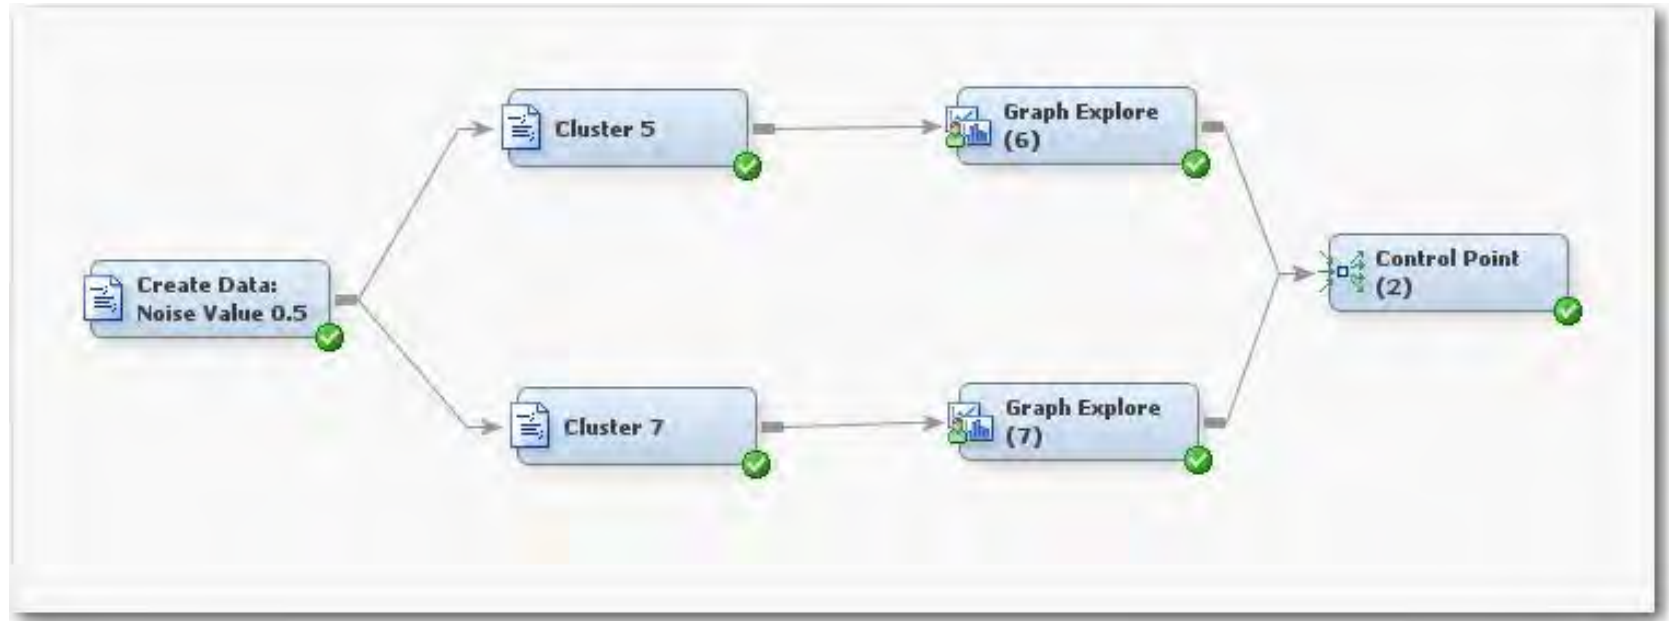 Cluster 5
Graph Explore
(6)
Create Data:
Noise Value 0.5
Control Point
(2)
Cluster 7
Graph Explore
(7)